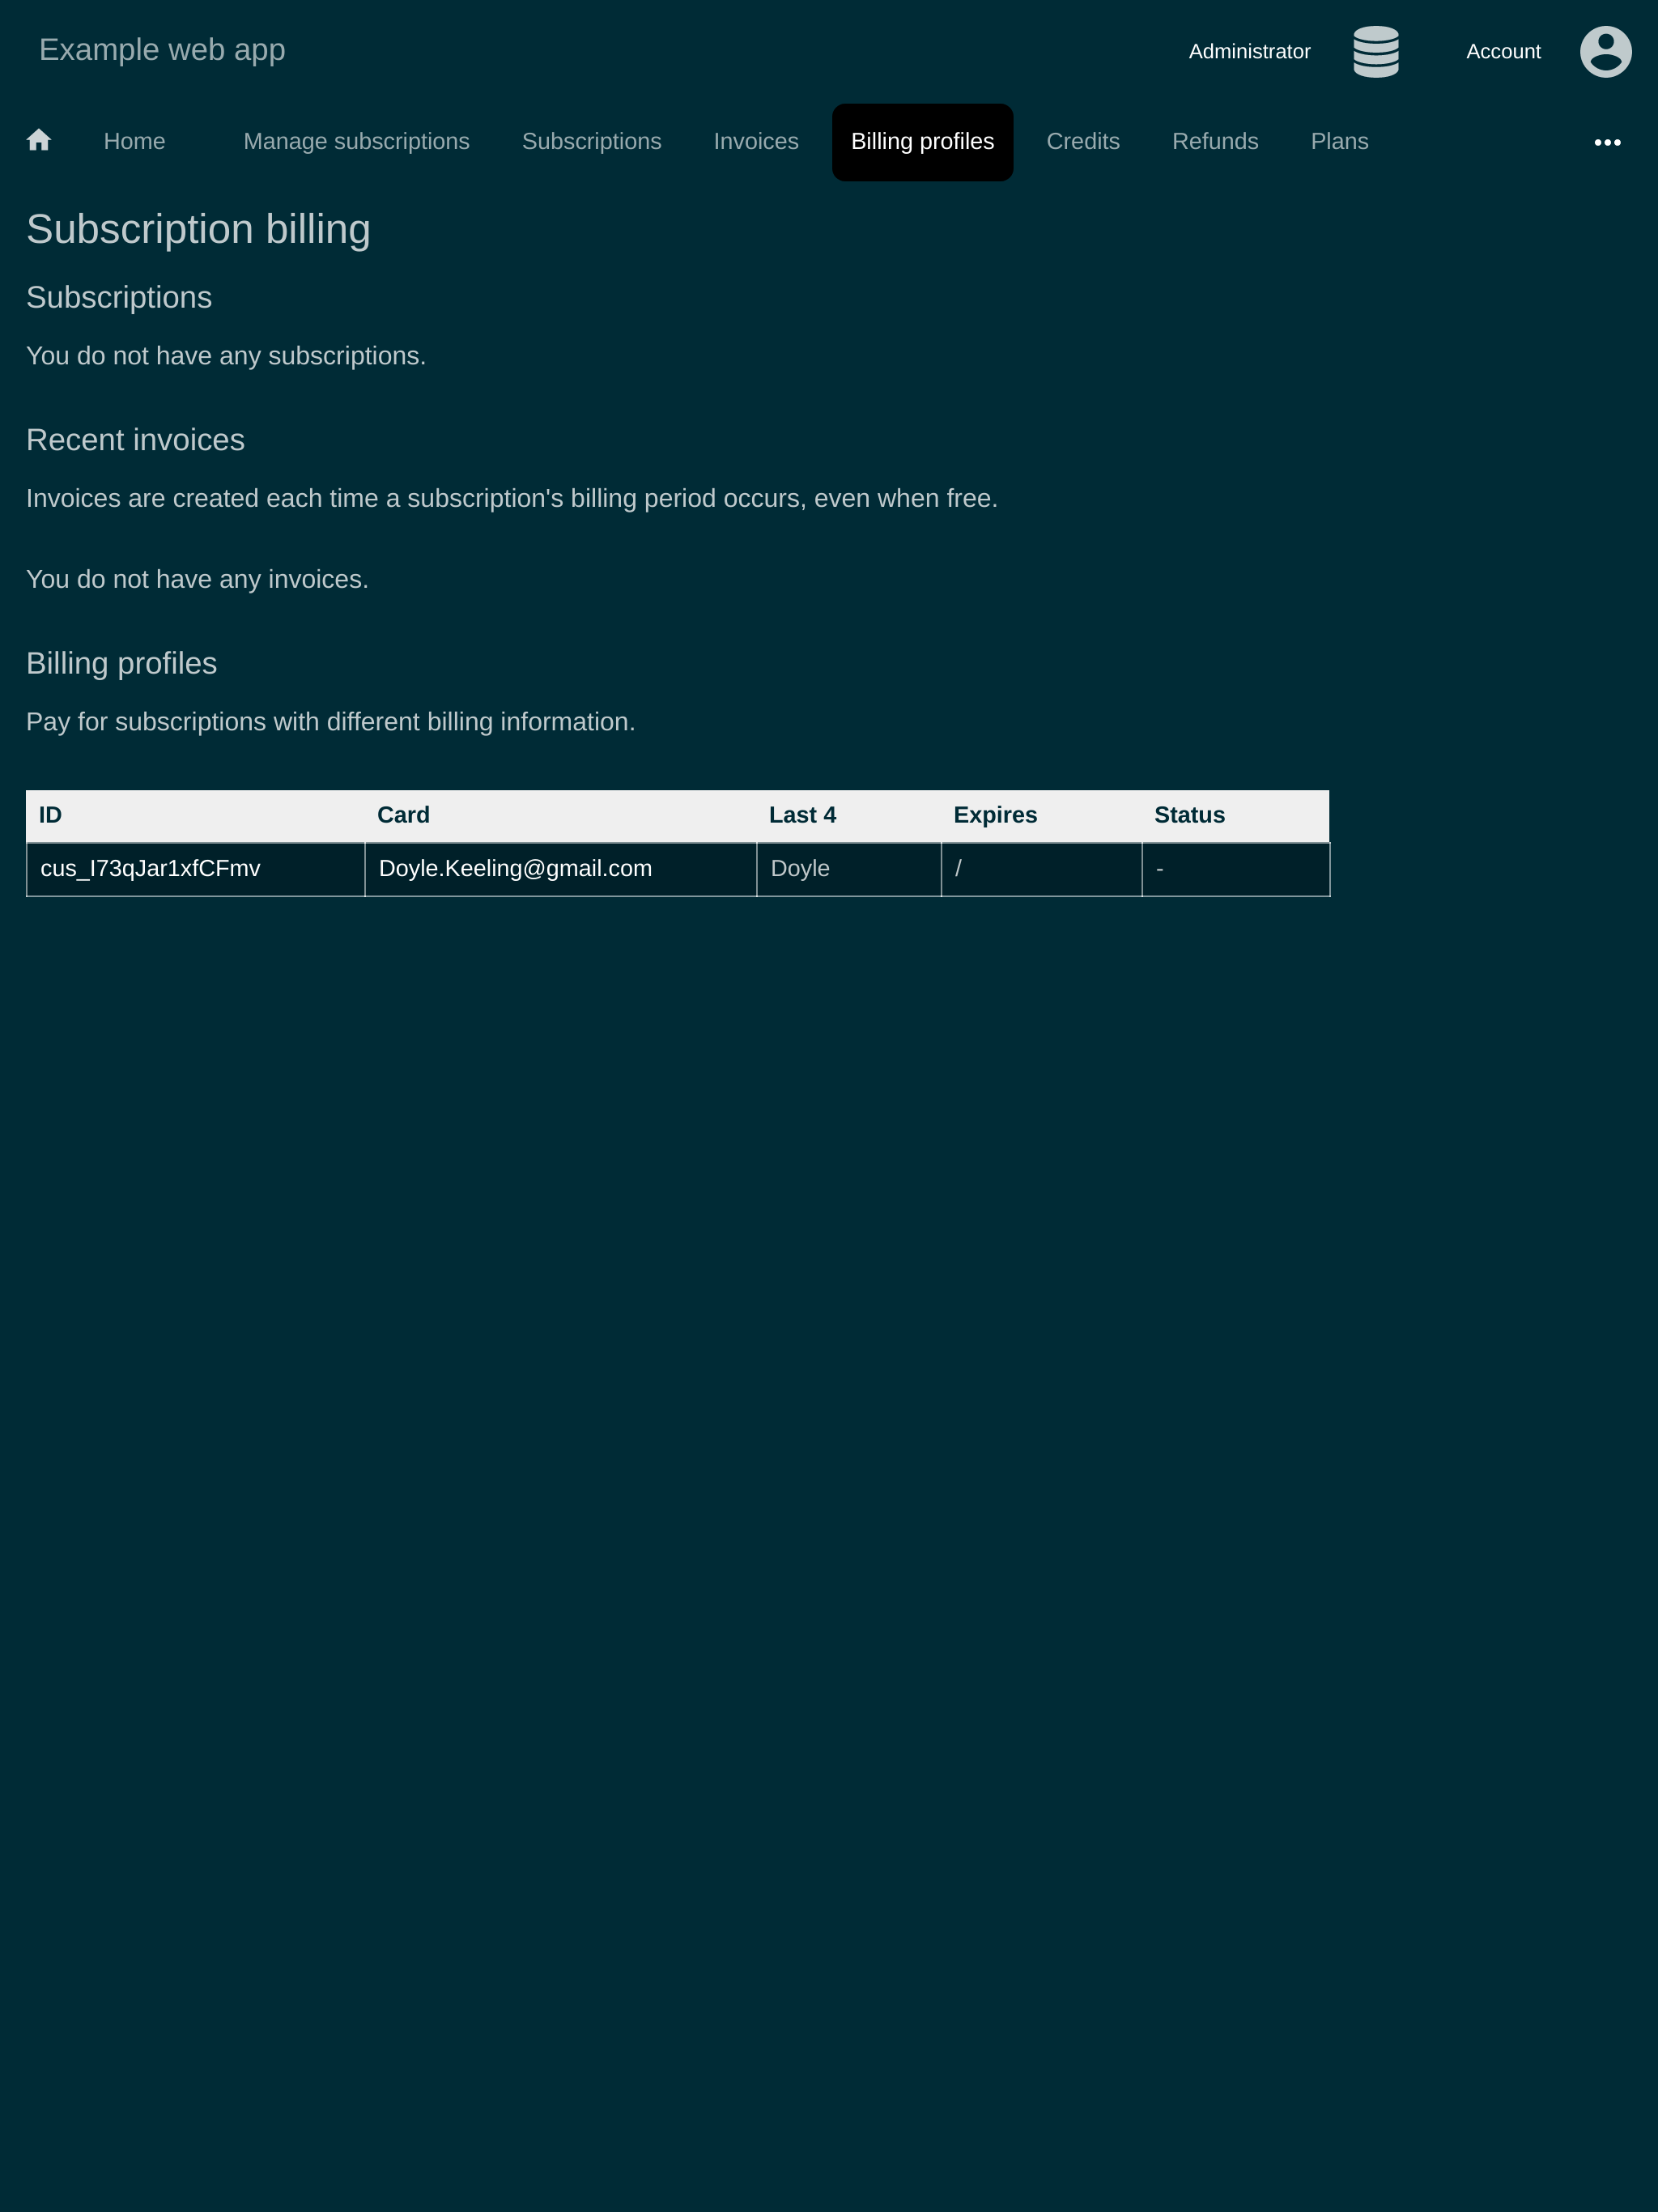 Example web app
Administrator
Account
Home
Manage subscriptions
Subscriptions
Invoices
Billing profiles
Credits
Refunds
Plans
Subscription billing
Subscriptions
You do not have any subscriptions.
Recent invoices
Invoices are created each time a subscription's billing period occurs, even when free.
You do not have any invoices.
Billing profiles
Pay for subscriptions with different billing information.
ID Card Last 4 Expires Status
cus_I73qJar1xfCFmv Doyle.Keeling@gmail.com Doyle / -